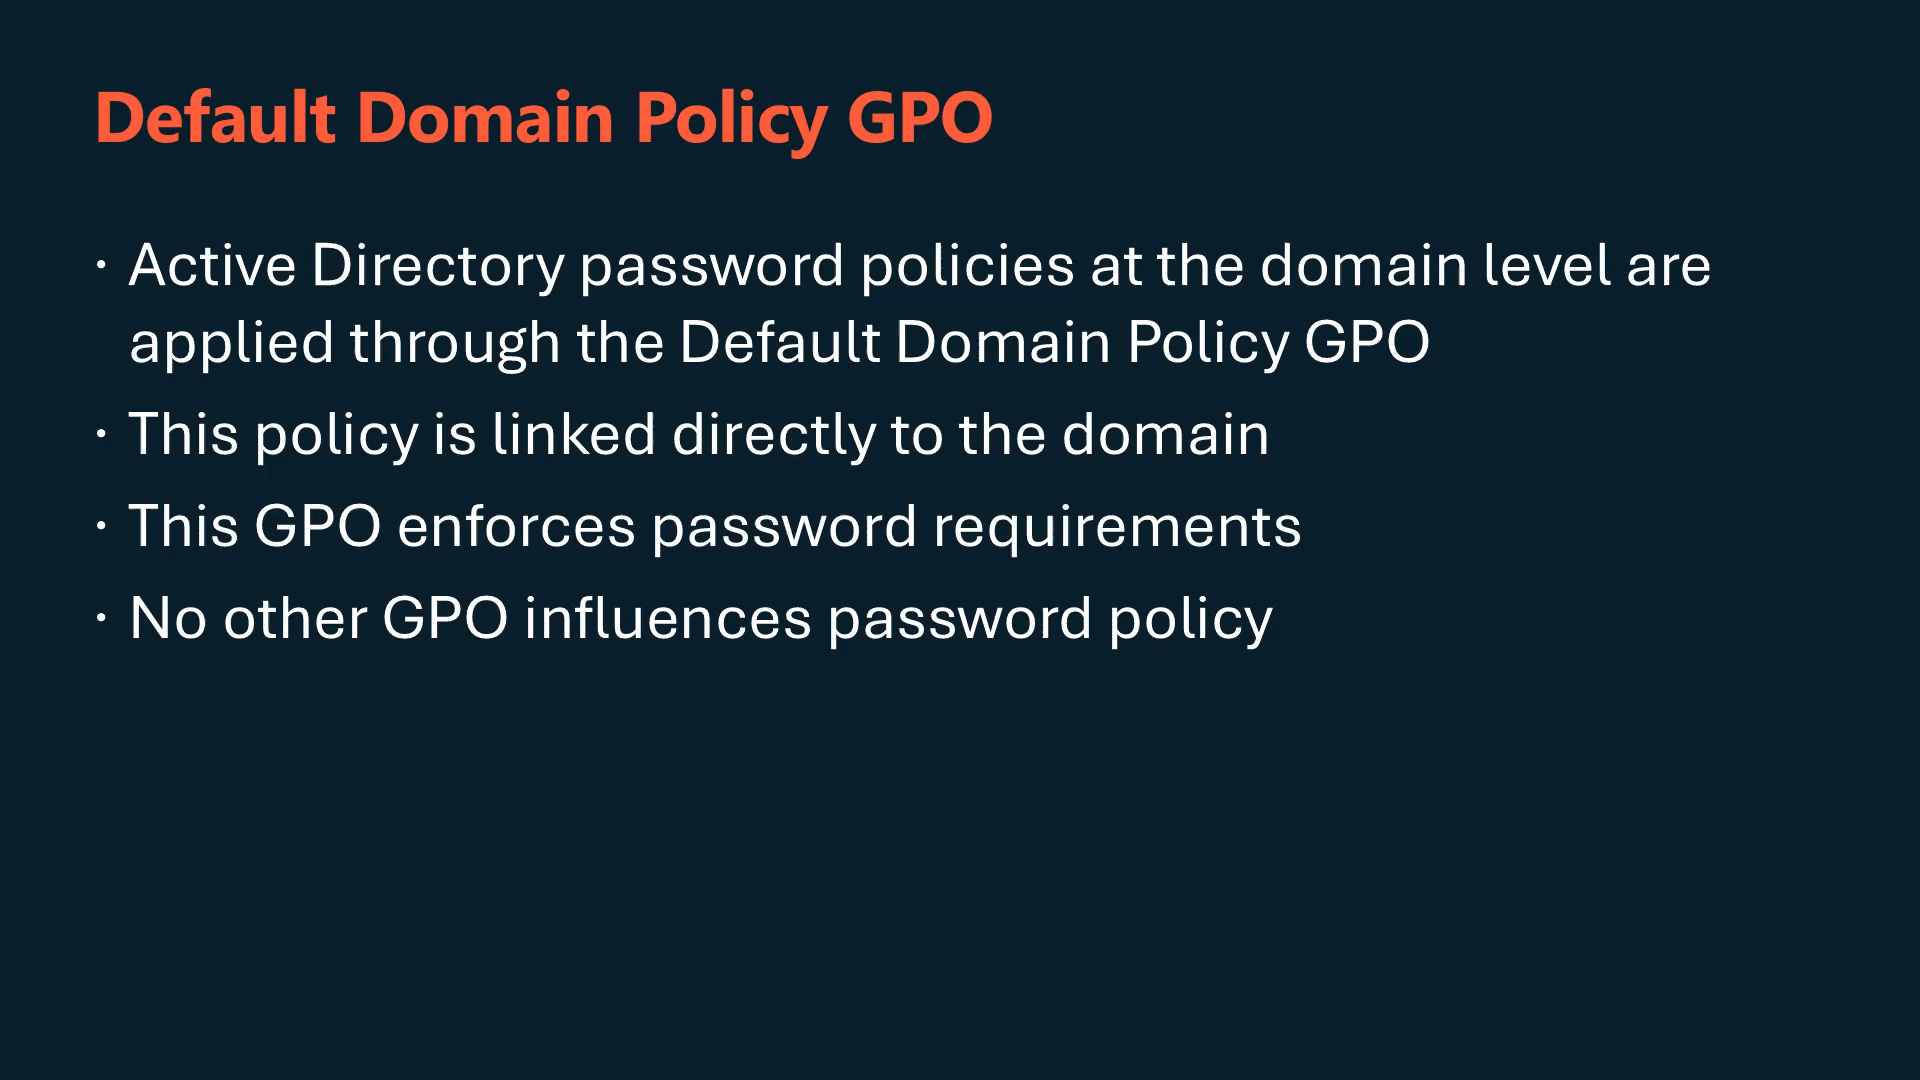 Default Domain Policy GPO
· Active Directory password policies at the domain level are
applied through the Default Domain Policy GPO
· This policy is linked directly to the domain
· This GPO enforces password requirements
· No other GPO influences password policy